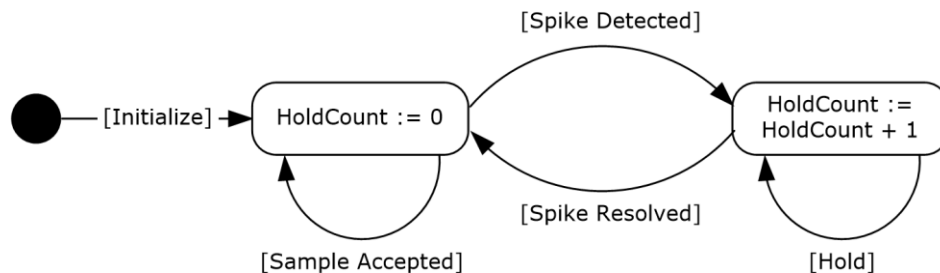 [Spike Detected]
[Initialize]
HoldCount := 0
HoldCount :=
HoldCount + 1
[Spike Resolved]
[Sample Accepted]
[Hold]